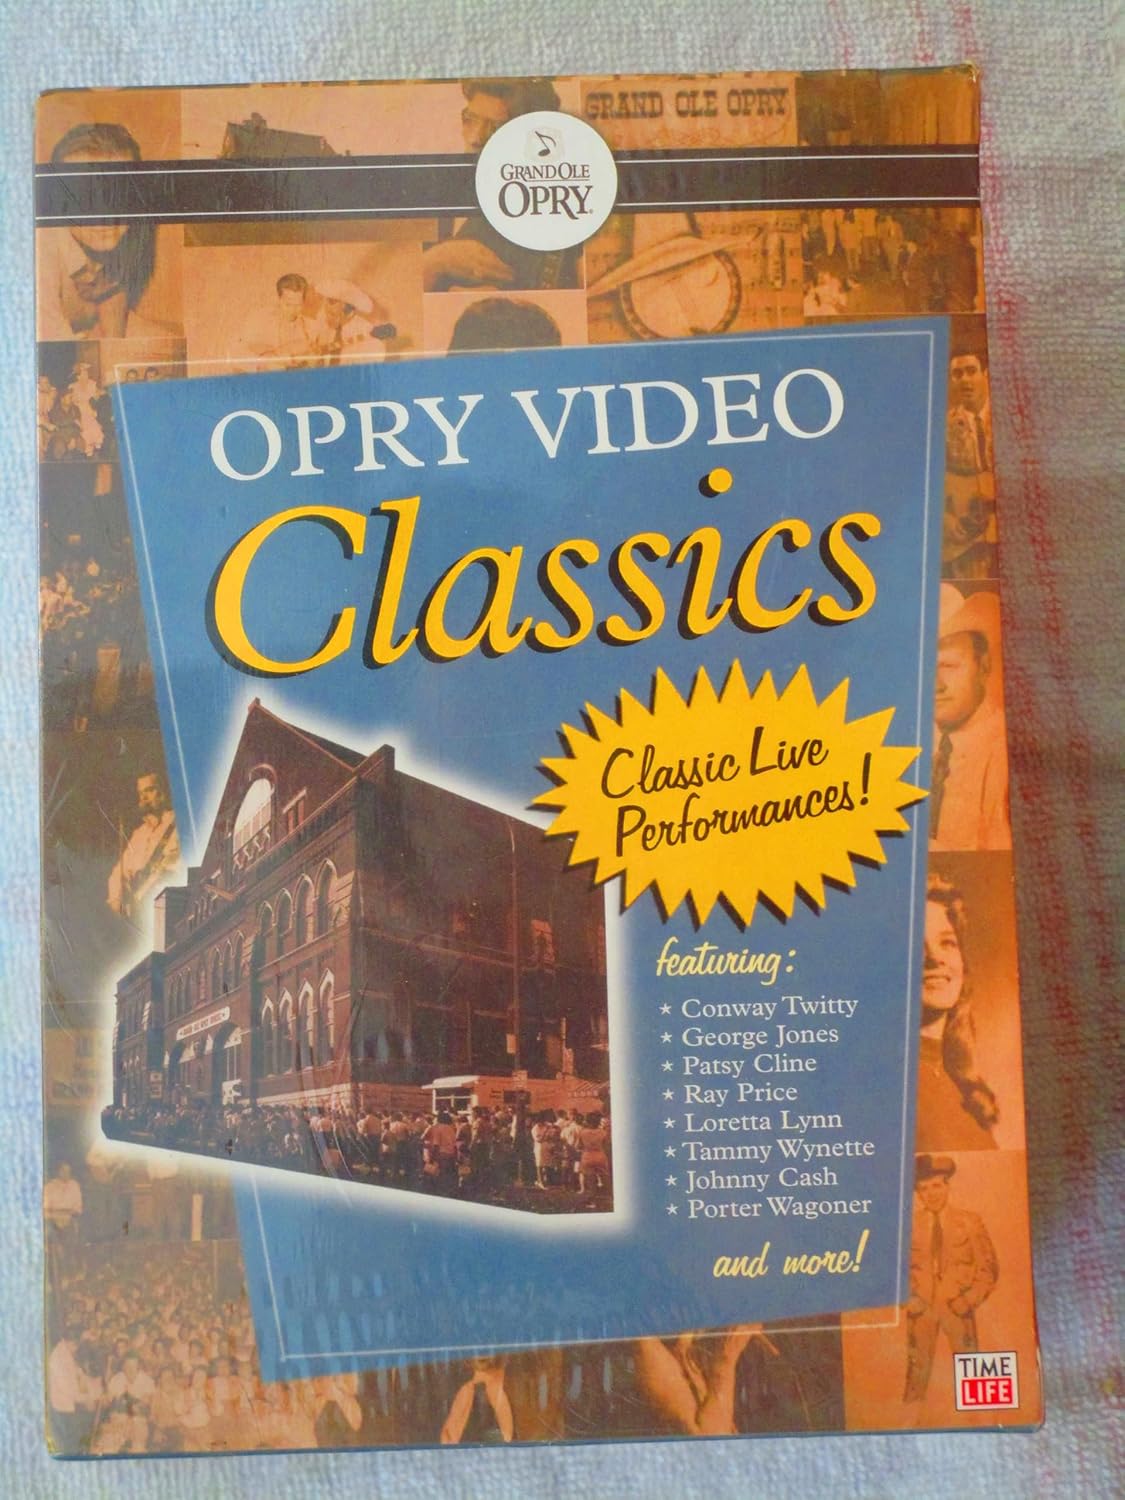 GRAND OLE OPRY
GRAND OLE
OPRY®
OPRY VIDEO
Classics
Classic Live
Performances!
featuring:
★ Conway Twitty
★ George Jones
★ Patsy Cline
★ Ray Price
★ Loretta Lynn
★ Tammy Wynette
★ Johnny Cash
★ Porter Wagoner
and more!
TIME
LIFE